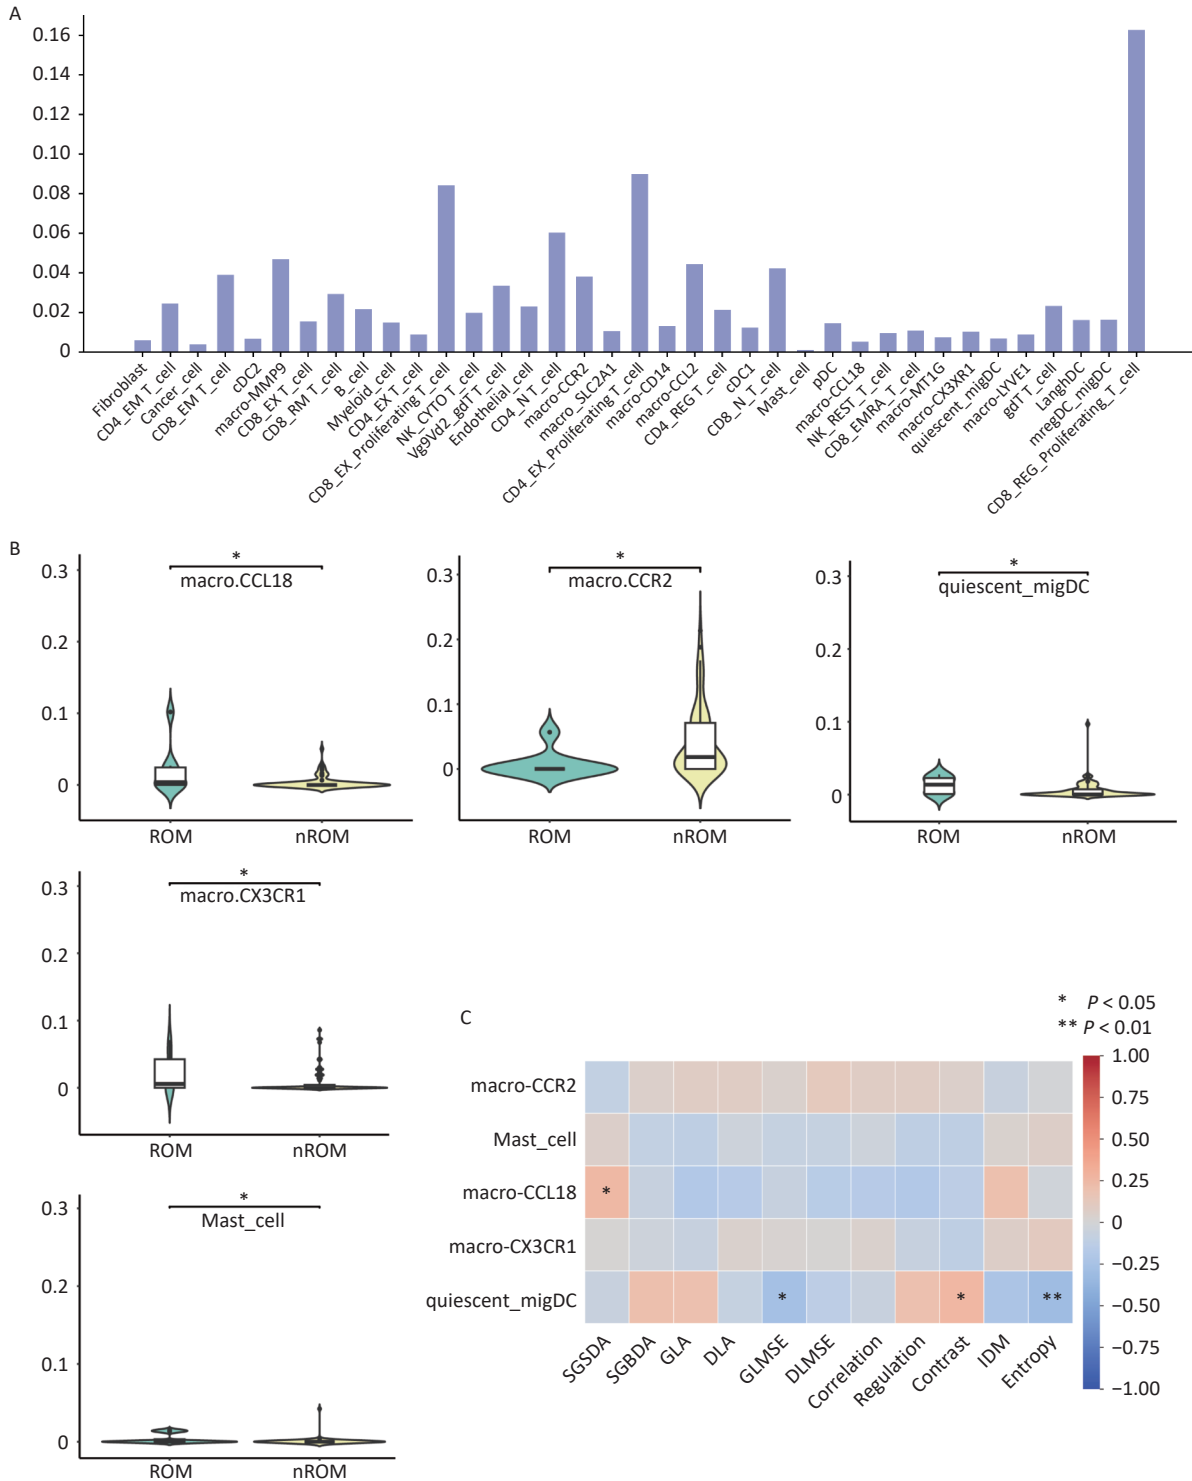 A
0.16
0.14
0.12
0.10
0.08
0.06
0.04
0.02
0
Fibroblast
CD4_EM T_cell
Cancer_cell
CD8_EM T_cell
cDC2
macro-MMP9
CD8_EX T_cell
CD8_RM T_cell
B_cell
Myeloid_cell
CD4_EX T_cell
CD8_EX_Proliferating T_cell
NK_CYTO T_cell
Vg9Vd2_gdT T_cell
Endothelial_cell
CD4_N T_cell
macro-CCR2
macro_SLC2A1
CD4_EX_Proliferating T_cell
macro-CD14
macro-CCL2
CD4_REG T_cell
cDC1
CD8_N T_cell
Mast_cell
pDC
macro-CCL18
NK_REST T_cell
CD8_EMRA_T_cell
macro-MT1G
macro-CX3XR1
quiescent_migDC
macro-LYVE1
gdT T_cell
LanghDC
mregDC_migDC
CD8_REG_Proliferating_T_cell
B
0.3
0.2
0.1
0
*
macro.CCL18
ROM nROM
0.3
0.2
0.1
0
*
macro.CCR2
ROM nROM
0.3
0.2
0.1
0
*
quiescent_migDC
ROM nROM
0.3
0.2
0.1
0
*
macro.CX3CR1
ROM nROM
0.3
0.2
0.1
0
*
Mast_cell
ROM nROM
C
* P < 0.05
** P < 0.01
macro-CCR2
Mast_cell
macro-CCL18 *
macro-CX3CR1
quiescent_migDC * * **
SGSDA
SGBDA
GLA
DLA
GLMSE
DLMSE
Correlation
Regulation
Contrast
IDM
Entropy
1.00
0.75
0.50
0.25
0
−0.25
−0.50
−0.75
−1.00